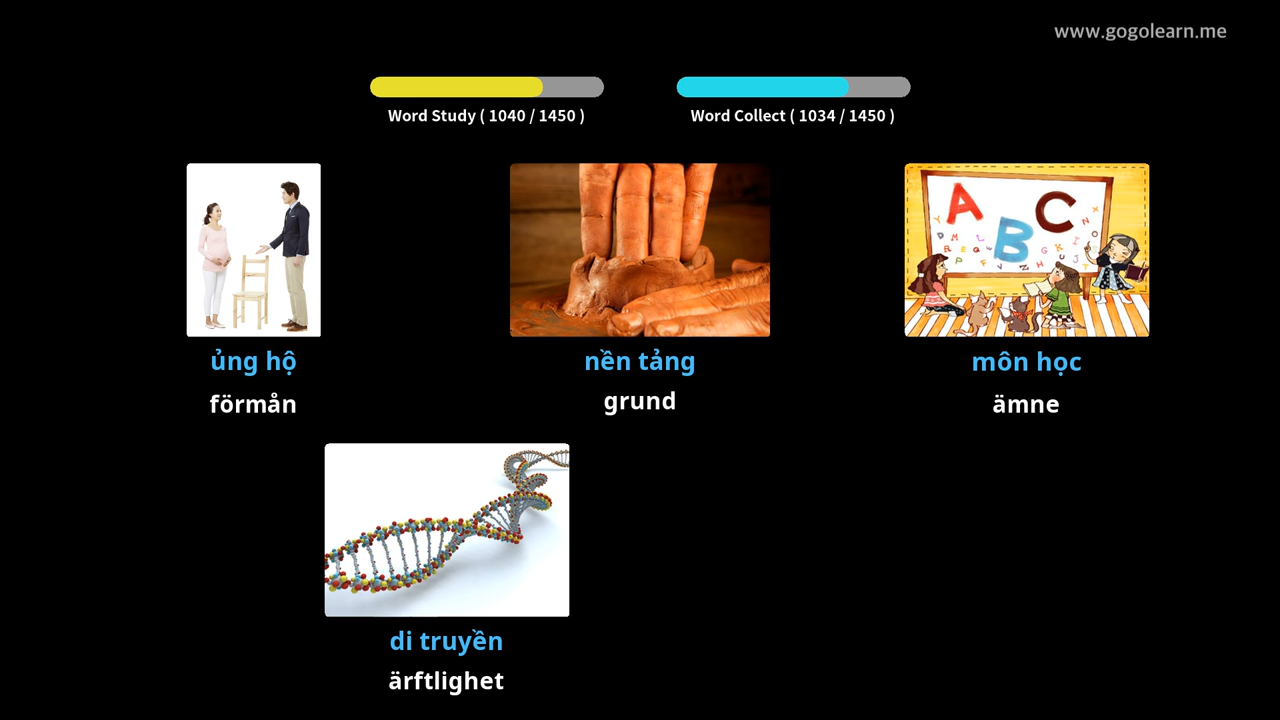 www.gogolearn.me
Word Study ( 1040 / 1450 )
Word Collect ( 1034 / 1450 )
A B C
ủng hộ
förmån
nền tảng
grund
môn học
ämne
di truyền
ärftlighet